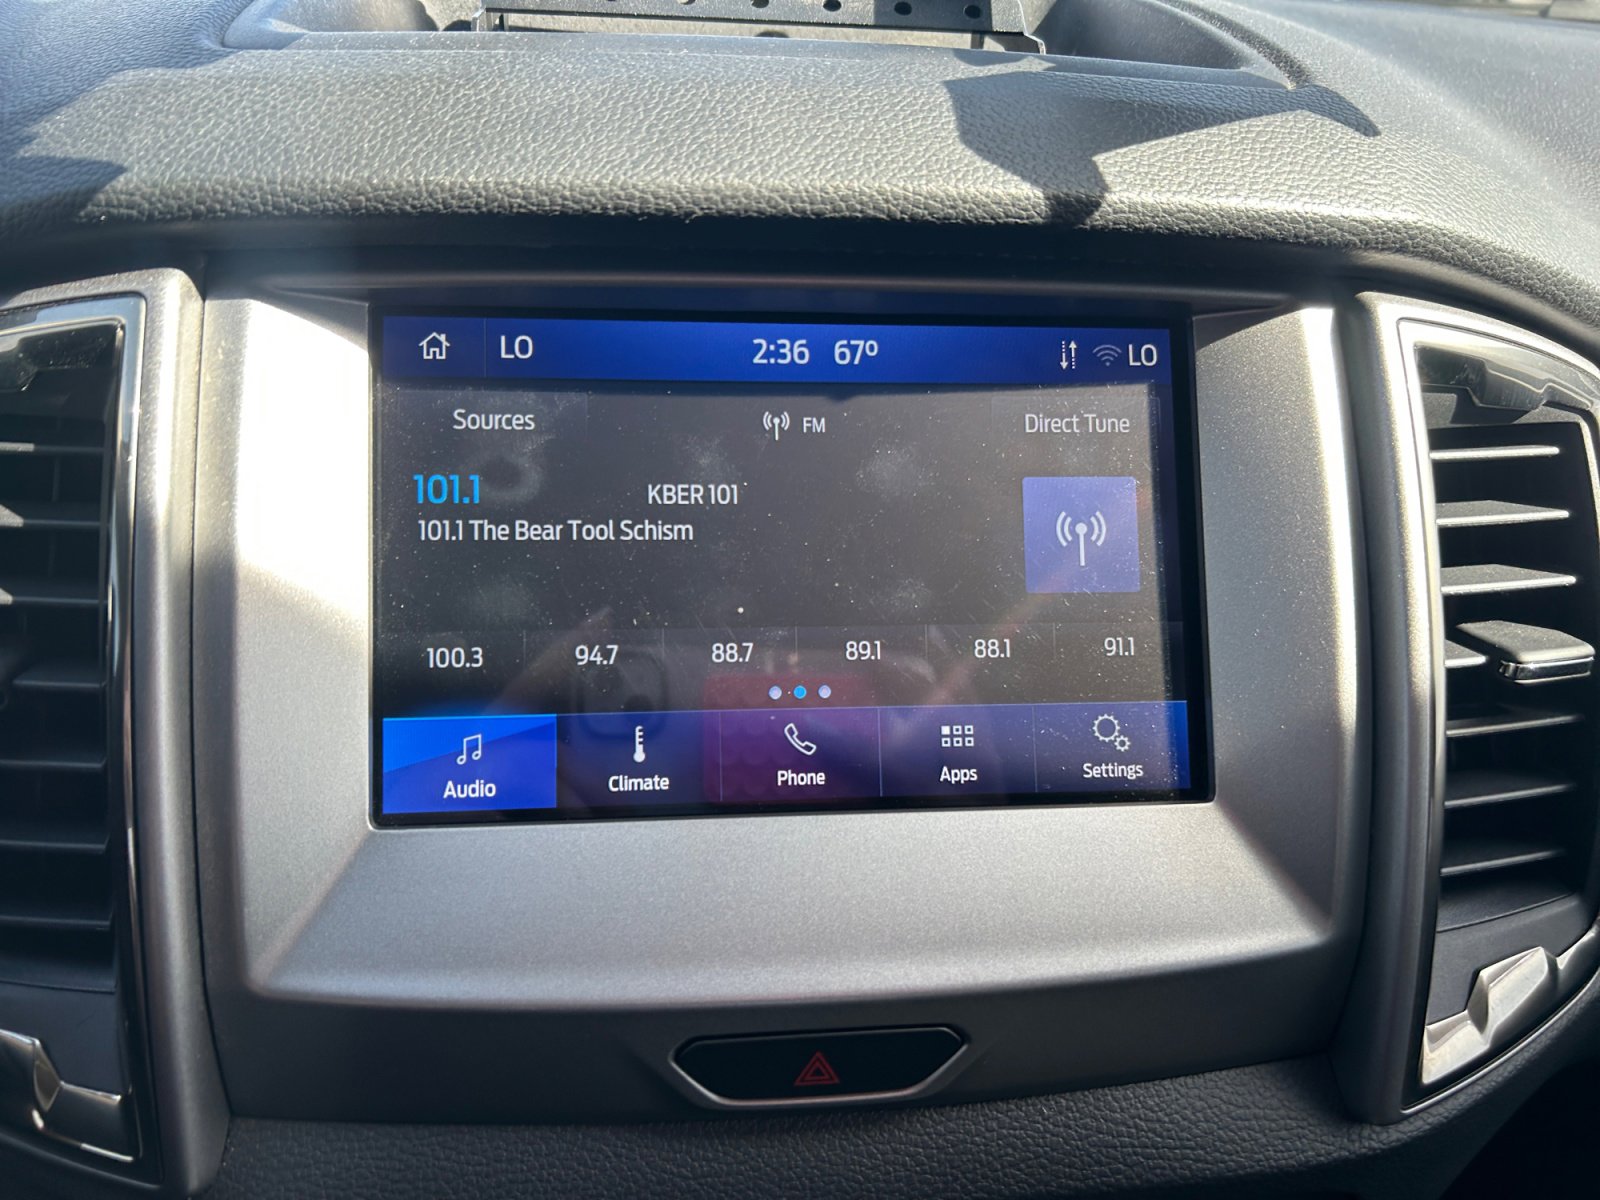 LO 2:36 67° LO
Sources FM Direct Tune
101.1 KBER 101
101.1 The Bear Tool Schism
100.3 94.7 88.7 89.1 88.1 91.1
Audio Climate Phone Apps Settings